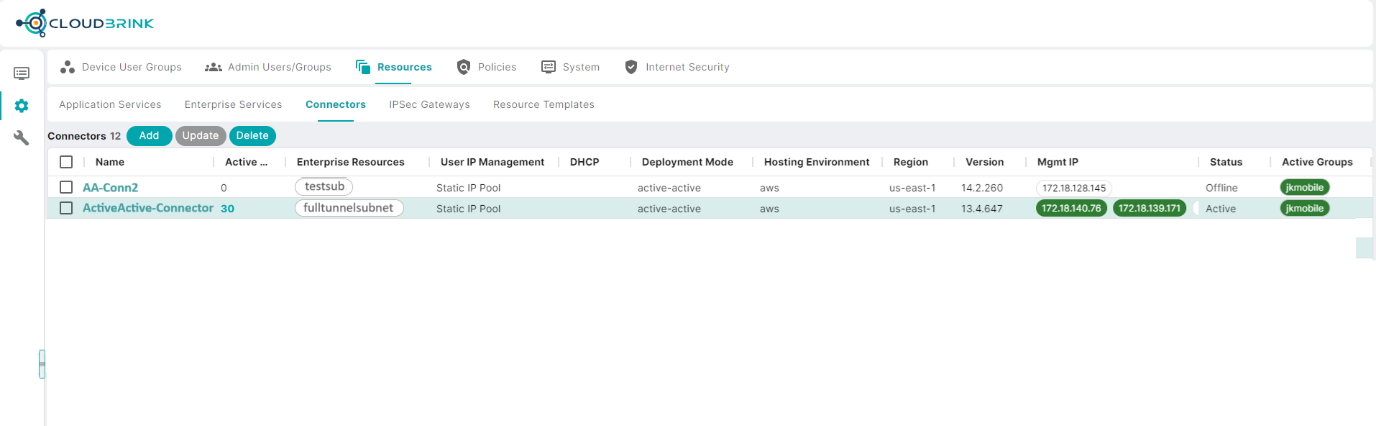 CLOUDBRINK
Device User Groups Admin Users/Groups Resources Policies System Internet Security
Application Services Enterprise Services Connectors IPSec Gateways Resource Templates
Connectors 12 Add Update Delete
Name Active ... Enterprise Resources User IP Management DHCP Deployment Mode Hosting Environment Region Version Mgmt IP Status Active Groups
AA-Conn2 0 testsub Static IP Pool active-active aws us-east-1 14.2.260 172.18.128.145 Offline jkmobile
ActiveActive-Connector 30 fulltunnelsubnet Static IP Pool active-active aws us-east-1 13.4.647 172.18.140.76 172.18.139.171 Active jkmobile